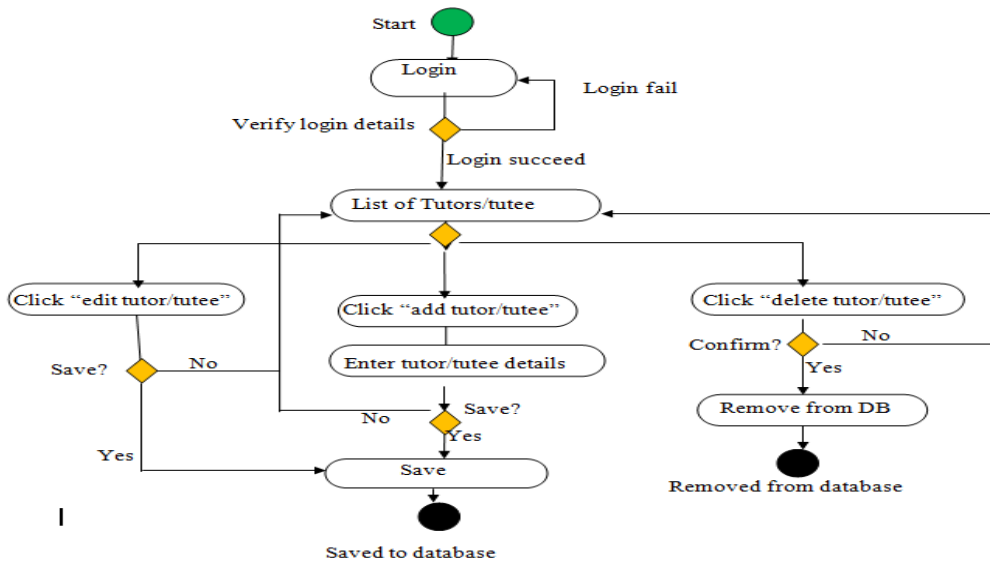 Start
Login
Login fail
Verify login details
Login succeed
List of Tutors/tutee
Click “edit tutor/tutee”
Click “add tutor/tutee”
Click “delete tutor/tutee”
Save?
No
Enter tutor/tutee details
Confirm?
No
Yes
No
Save?
Yes
Remove from DB
Yes
Save
Removed from database
Saved to database